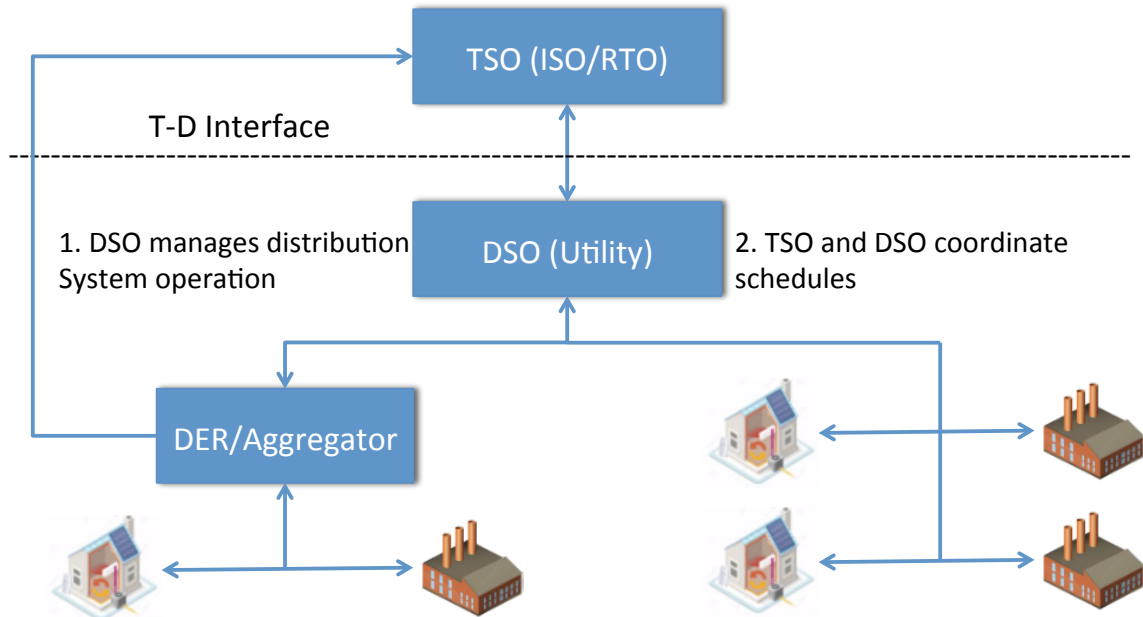 TSO (ISO/RTO)
T-D Interface
1. DSO manages distribution
System operation
DSO (Utility)
2. TSO and DSO coordinate
schedules
DER/Aggregator